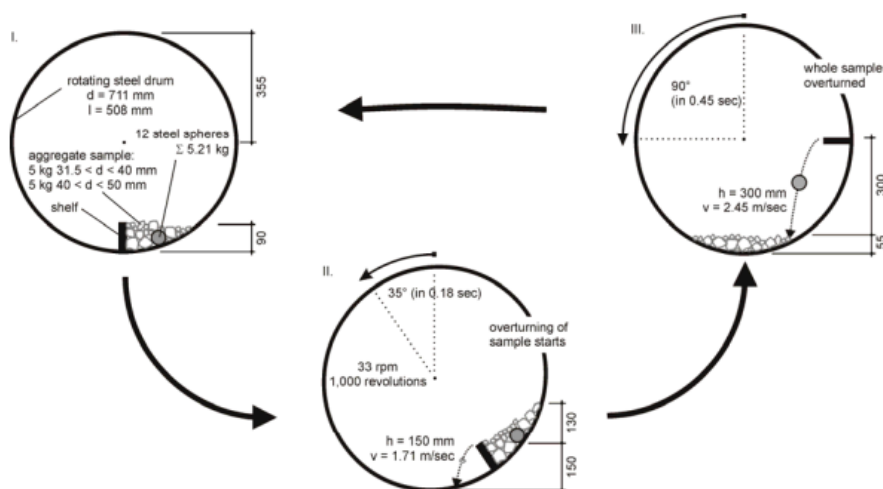 I.
rotating steel drum
d = 711 mm
l = 508 mm
12 steel spheres
Σ 5.21 kg
aggregate sample:
5 kg 31.5 < d < 40 mm
5 kg 40 < d < 50 mm
shelf
355
90
III.
90°
(in 0.45 sec)
whole sample
overturned
h = 300 mm
v = 2.45 m/sec
300
55
II.
35° (in 0.18 sec)
overturning of
sample starts
33 rpm
1,000 revolutions
h = 150 mm
v = 1.71 m/sec
130
150